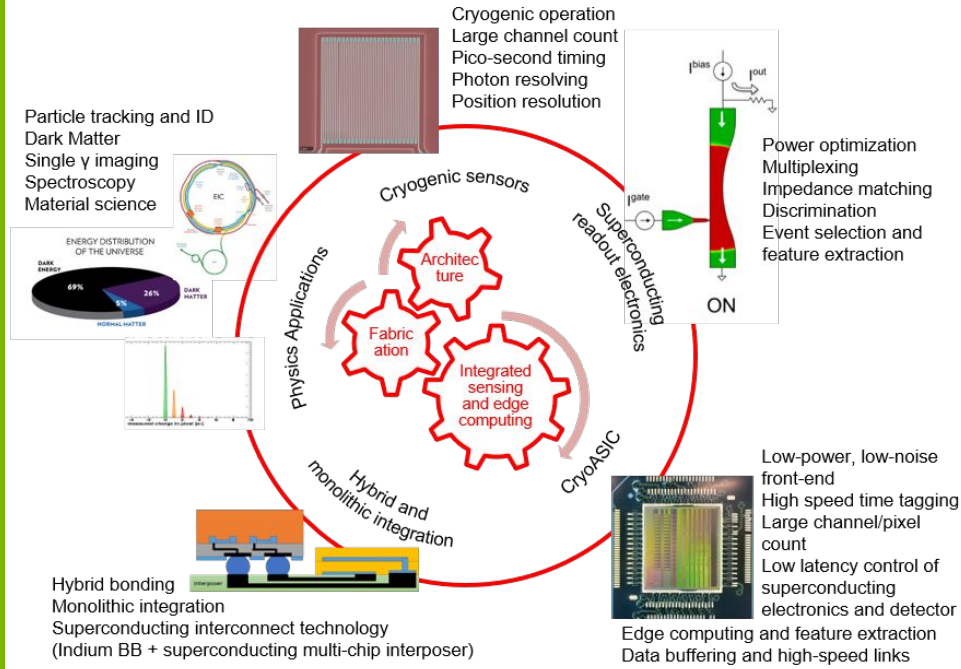 Cryogenic operation
Large channel count
Pico-second timing
Photon resolving
Position resolution
Particle tracking and ID
Dark Matter
Single γ imaging
Spectroscopy
Material science
EIC
ENERGY DISTRIBUTION
OF THE UNIVERSE
DARK
ENERGY
69%
26%
5%
DARK
MATTER
NORMAL MATTER
Ibias
Iout
Igate
ON
Power optimization
Multiplexing
Impedance matching
Discrimination
Event selection and
feature extraction
Cryogenic sensors
Superconducting
readout electronics
Physics Applications
Architec
ture
Fabric
ation
Integrated
sensing
and edge
computing
CryoASIC
Hybrid and
monolithic integration
Interposer
Hybrid bonding
Monolithic integration
Superconducting interconnect technology
(Indium BB + superconducting multi-chip interposer)
Low-power, low-noise
front-end
High speed time tagging
Large channel/pixel
count
Low latency control of
superconducting
electronics and detector
Edge computing and feature extraction
Data buffering and high-speed links